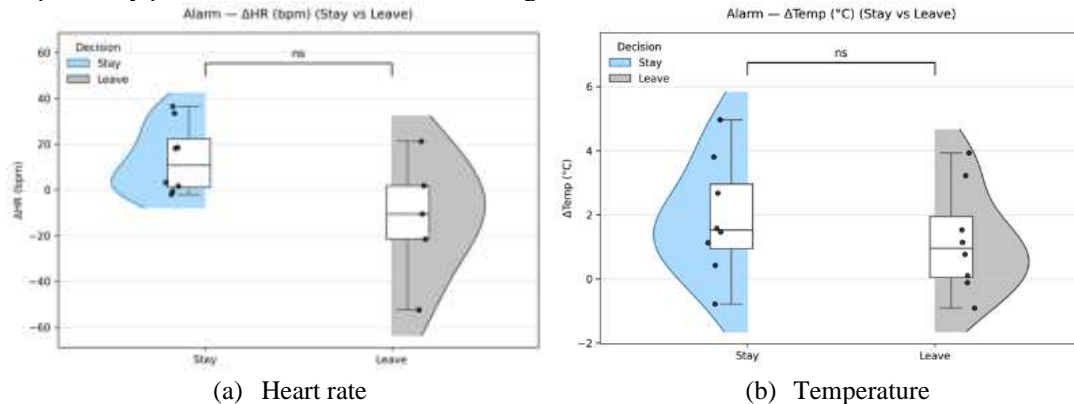 Alarm — ΔHR (bpm) (Stay vs Leave)
Decision
Stay
Leave
ns
60
40
20
0
−20
−40
−60
ΔHR (bpm)
Stay
Leave
(a) Heart rate
Alarm — ΔTemp (°C) (Stay vs Leave)
Decision
Stay
Leave
ns
6
4
2
0
−2
ΔTemp (°C)
Stay
Leave
(b) Temperature